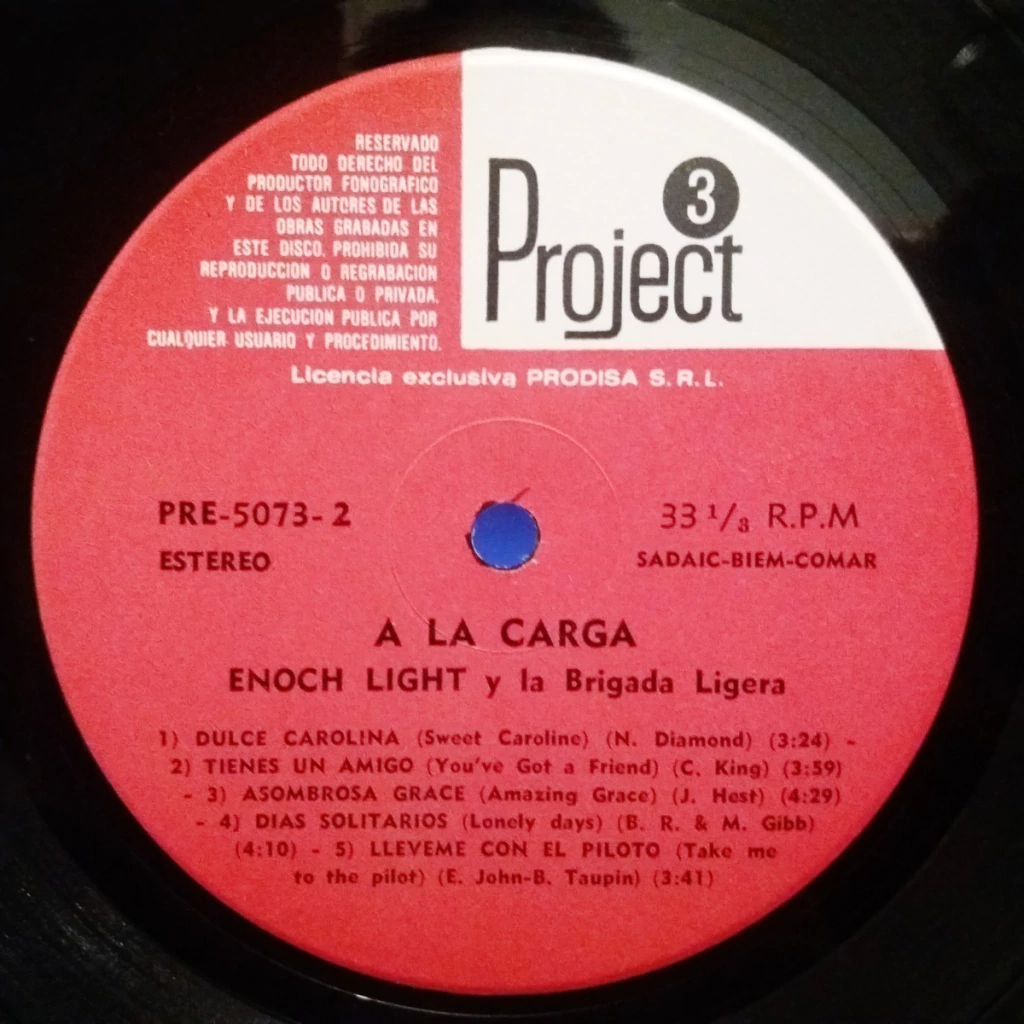 RESERVADO
TODO DERECHO DEL
PRODUCTOR FONOGRAFICO
Y DE LOS AUTORES DE LAS
OBRAS GRABADAS EN
ESTE DISCO, PROHIBIDA SU
REPRODUCCION O REGRABACION
PUBLICA O PRIVADA,
Y LA EJECUCION PUBLICA POR
CUALQUIER USUARIO Y PROCEDIMIENTO.
3
Project
Licencia exclusiva PRODISA S.R.L.
PRE-5073-2
ESTEREO
33 1/3 R.P.M
SADAIC-BIEM-COMAR
A LA CARGA
ENOCH LIGHT y la Brigada Ligera
1) DULCE CAROLINA (Sweet Caroline) (N. Diamond) (3:24) -
2) TIENES UN AMIGO (You've Got a Friend) (C. King) (3:59)
- 3) ASOMBROSA GRACE (Amazing Grace) (J. Hest) (4:29)
- 4) DIAS SOLITARIOS (Lonely days) (B. R. & M. Gibb)
(4:10) - 5) LLEVEME CON EL PILOTO (Take me
to the pilot) (E. John-B. Taupin) (3:41)